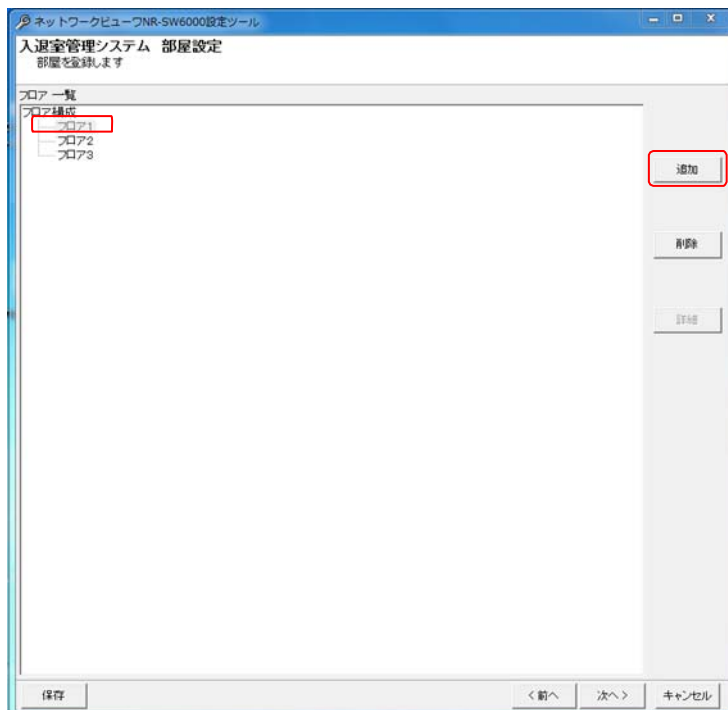 ネットワークビューワNR-SW6000設定ツール
入退室管理システム 部屋設定
部屋を登録します
フロア 一覧
フロア構成
フロア1
フロア2
フロア3
追加
削除
詳細
保存
< 前へ
次へ >
キャンセル